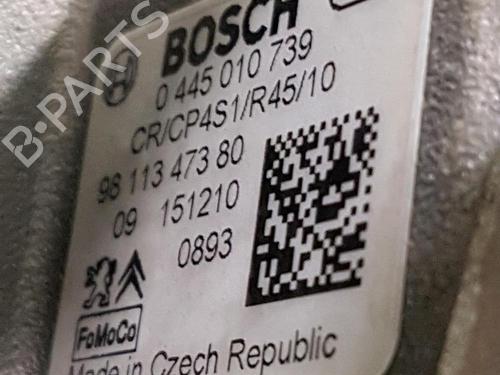 BOSCH
0 445 010 739
CR/CP4S1/R45/10
98 113 473 80
09 151210
0893
FoMoCo
Made in Czech Republic
B-PARTS
B-PARTS